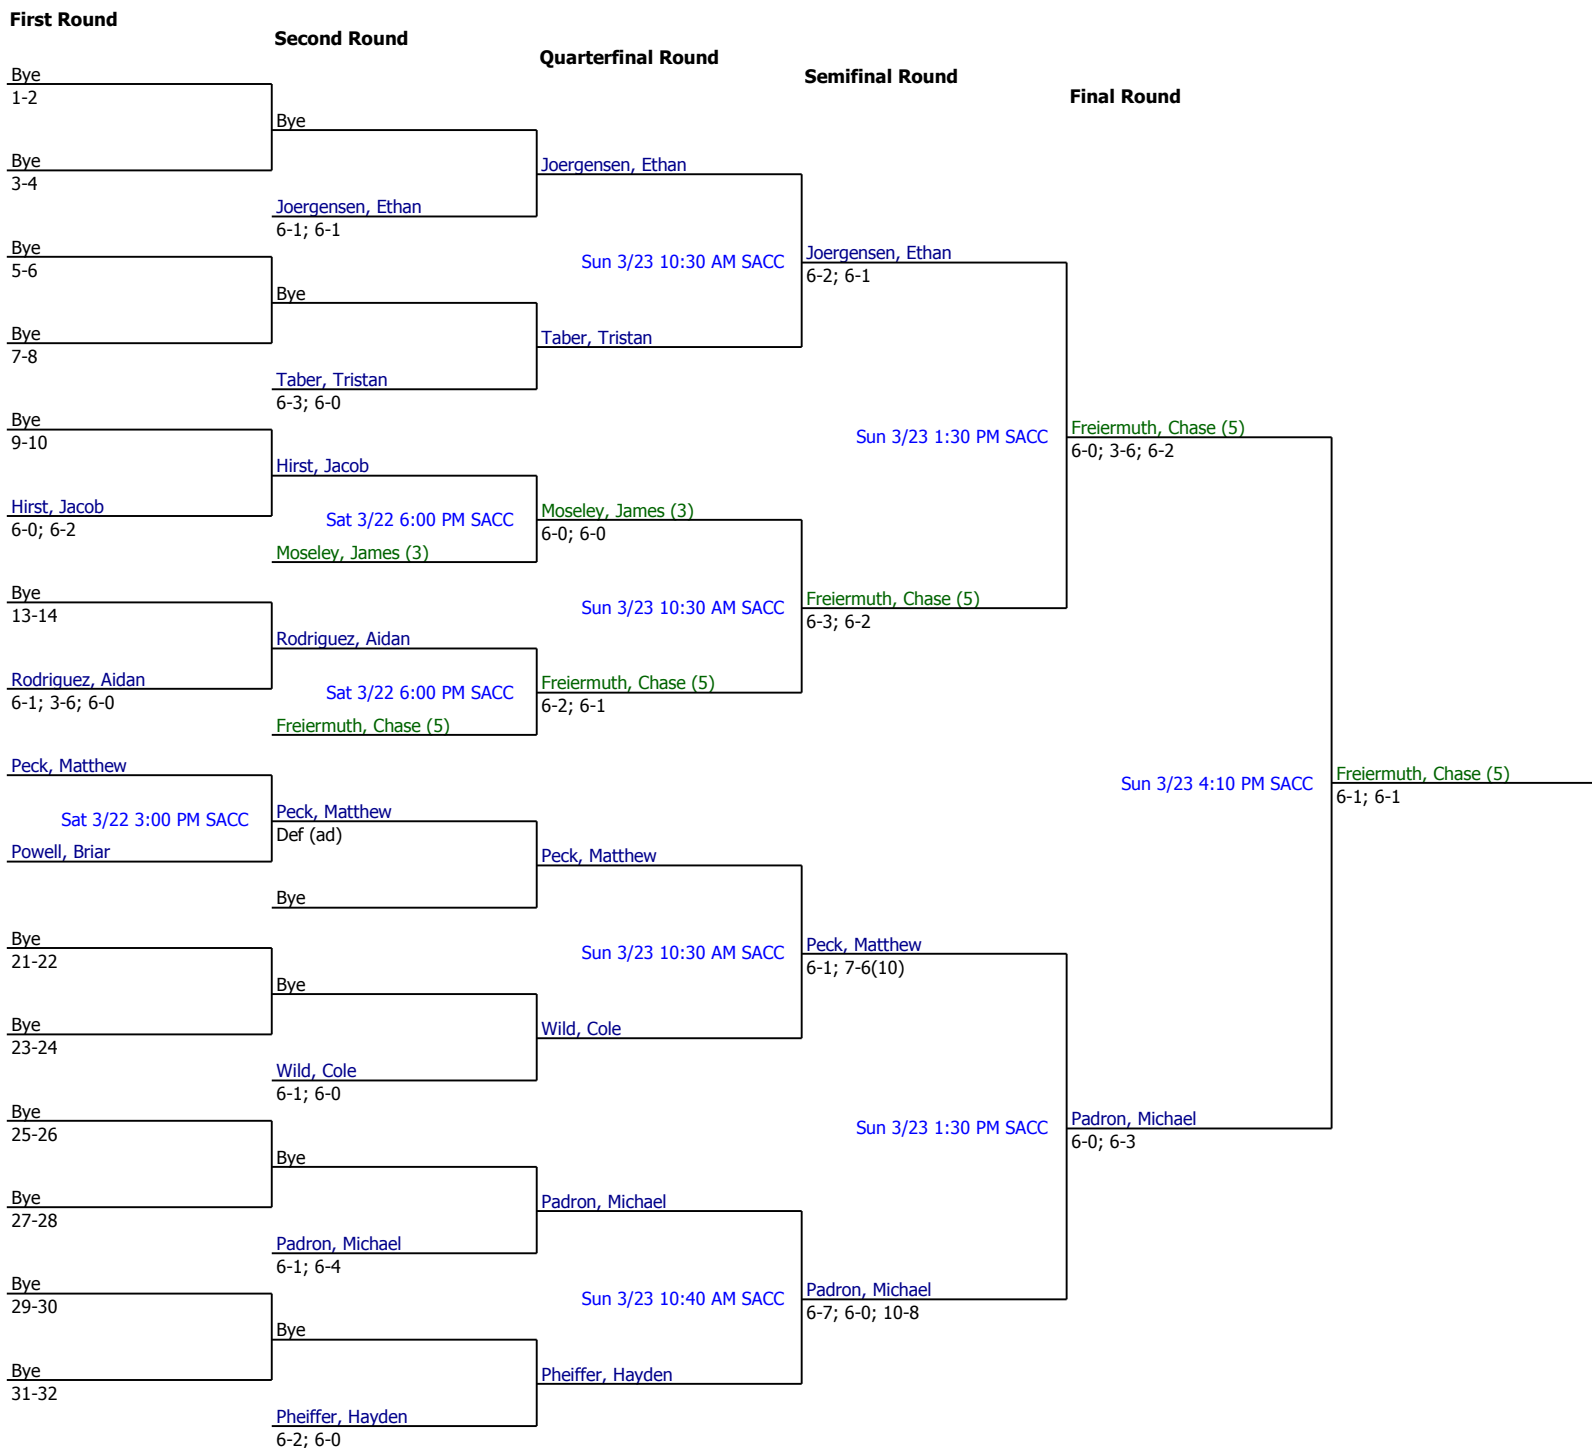 First Round
Second Round
Quarterfinal Round
Semifinal Round
Final Round
Bye
1-2
Bye
Bye
3-4
Joergensen, Ethan
Joergensen, Ethan
6-1; 6-1
Bye
5-6
Sun 3/23 10:30 AM SACC
Joergensen, Ethan
6-2; 6-1
Bye
Bye
7-8
Taber, Tristan
Taber, Tristan
6-3; 6-0
Bye
9-10
Sun 3/23 1:30 PM SACC
Freiermuth, Chase (5)
6-0; 3-6; 6-2
Hirst, Jacob
Hirst, Jacob
6-0; 6-2
Sat 3/22 6:00 PM SACC
Moseley, James (3)
6-0; 6-0
Moseley, James (3)
Bye
13-14
Sun 3/23 10:30 AM SACC
Freiermuth, Chase (5)
6-3; 6-2
Rodriguez, Aidan
Rodriguez, Aidan
6-1; 3-6; 6-0
Sat 3/22 6:00 PM SACC
Freiermuth, Chase (5)
6-2; 6-1
Freiermuth, Chase (5)
Peck, Matthew
Sun 3/23 4:10 PM SACC
Freiermuth, Chase (5)
6-1; 6-1
Sat 3/22 3:00 PM SACC
Peck, Matthew
Def (ad)
Powell, Briar
Peck, Matthew
Bye
Bye
21-22
Sun 3/23 10:30 AM SACC
Peck, Matthew
6-1; 7-6(10)
Bye
Bye
23-24
Wild, Cole
Wild, Cole
6-1; 6-0
Bye
25-26
Sun 3/23 1:30 PM SACC
Padron, Michael
6-0; 6-3
Bye
Bye
27-28
Padron, Michael
Padron, Michael
6-1; 6-4
Bye
29-30
Sun 3/23 10:40 AM SACC
Padron, Michael
6-7; 6-0; 10-8
Bye
Bye
31-32
Pheiffer, Hayden
Pheiffer, Hayden
6-2; 6-0